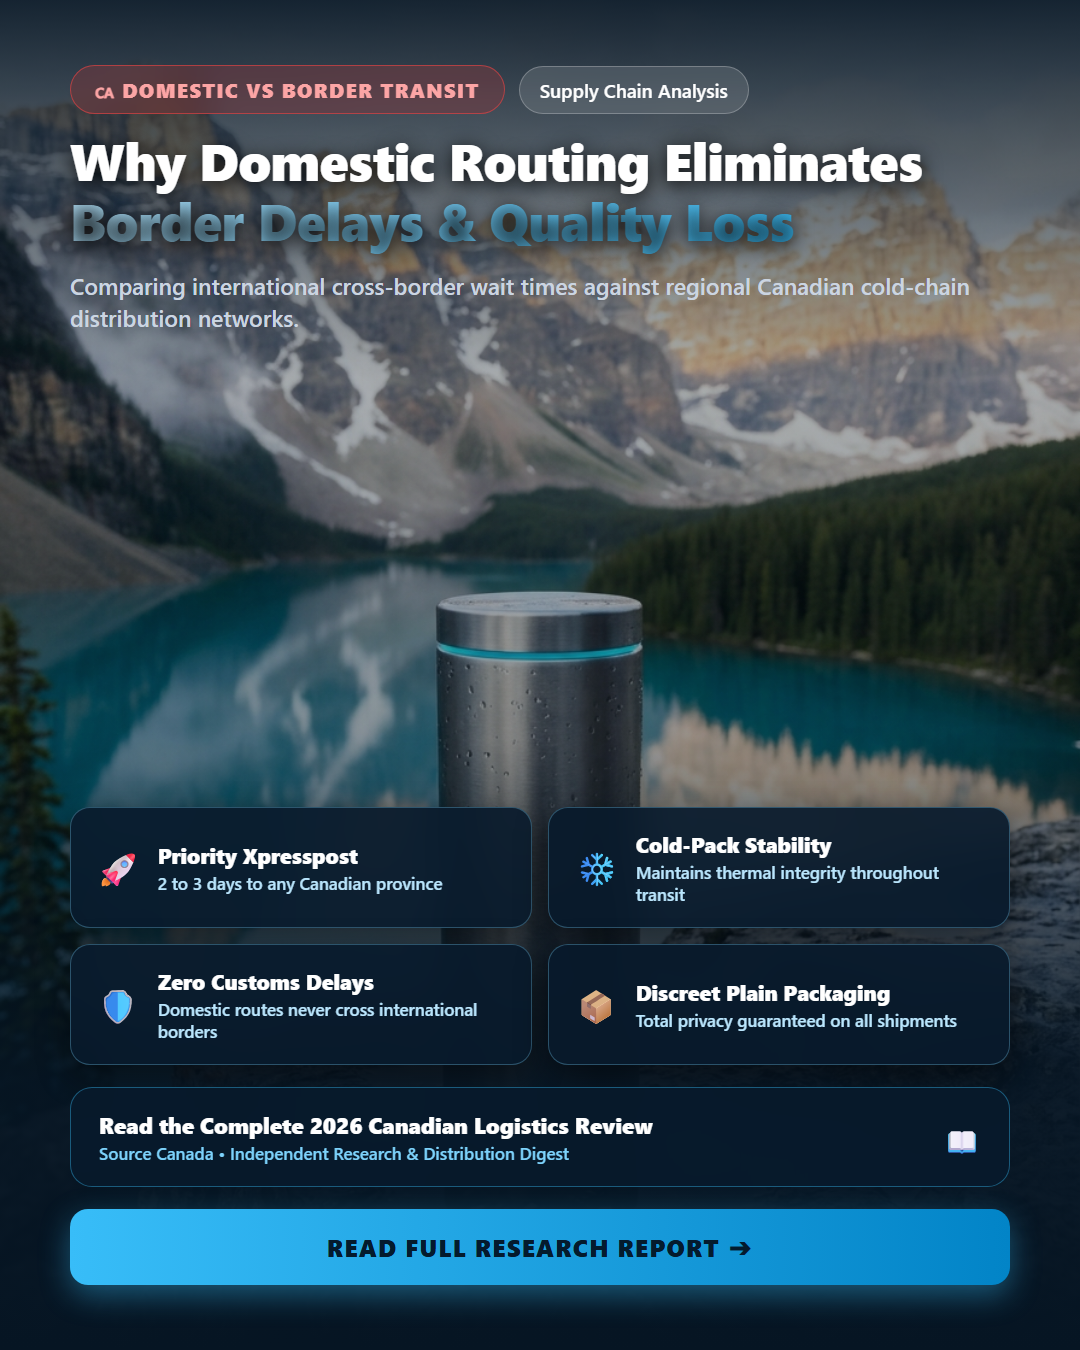 CA DOMESTIC VS BORDER TRANSIT
Supply Chain Analysis
Why Domestic Routing Eliminates
Border Delays & Quality Loss
Comparing international cross-border wait times against regional Canadian cold-chain
distribution networks.
Priority Xpresspost
2 to 3 days to any Canadian province
Cold-Pack Stability
Maintains thermal integrity throughout
transit
Zero Customs Delays
Domestic routes never cross international
borders
Discreet Plain Packaging
Total privacy guaranteed on all shipments
Read the Complete 2026 Canadian Logistics Review
Source Canada • Independent Research & Distribution Digest
READ FULL RESEARCH REPORT →